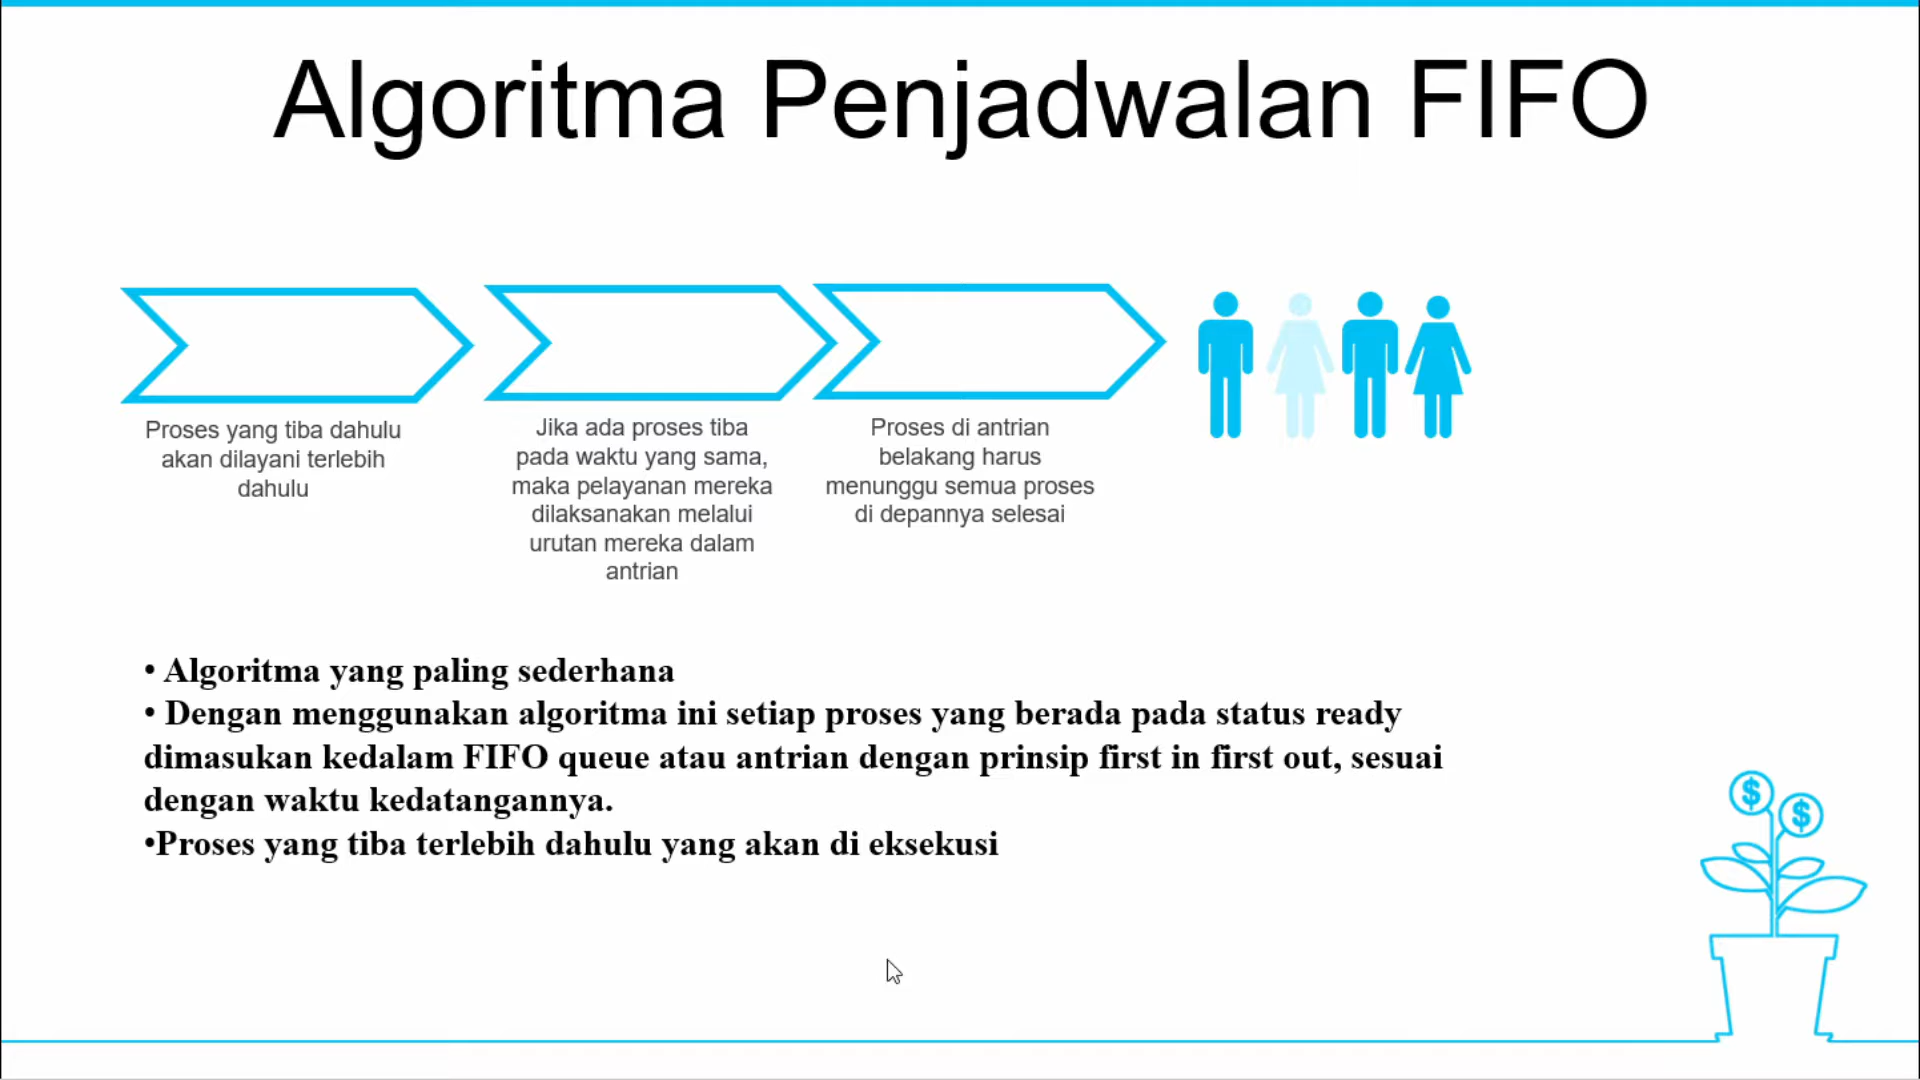 Algoritma Penjadwalan FIFO
Proses yang tiba dahulu
akan dilayani terlebih
dahulu
Jika ada proses tiba
pada waktu yang sama,
maka pelayanan mereka
dilaksanakan melalui
urutan mereka dalam
antrian
Proses di antrian
belakang harus
menunggu semua proses
di depannya selesai
• Algoritma yang paling sederhana
• Dengan menggunakan algoritma ini setiap proses yang berada pada status ready
dimasukan kedalam FIFO queue atau antrian dengan prinsip first in first out, sesuai
dengan waktu kedatangannya.
•Proses yang tiba terlebih dahulu yang akan di eksekusi
$
$